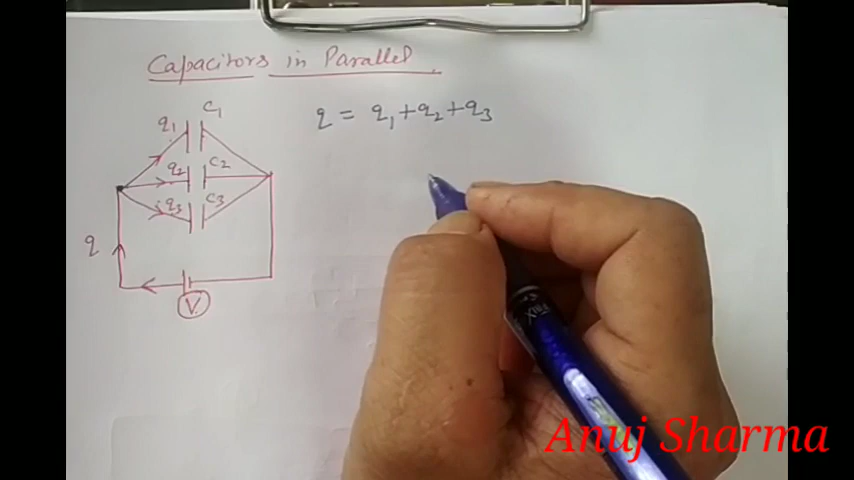 Capacitors in Parallel
q = q₁+q₂+q₃
q₁ C₁
q₂ C₂
q₃ C₃
q
V
Anuj Sharma